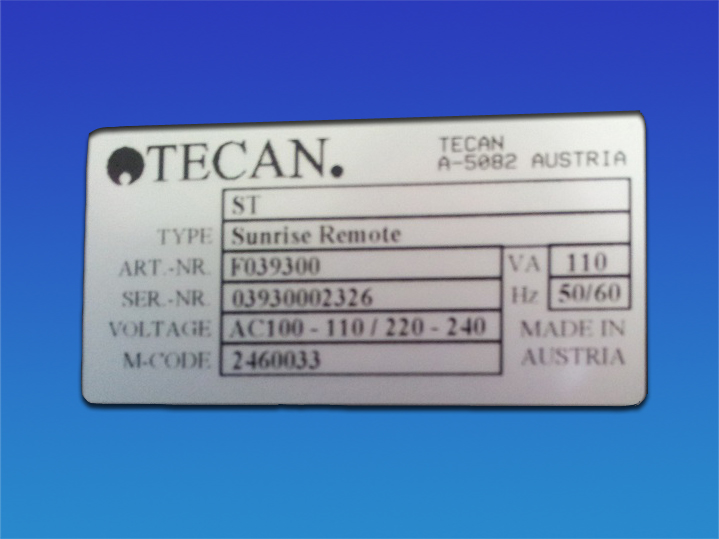 TECAN.
TECAN
A-5082 AUSTRIA
ST
TYPE Sunrise Remote
ART.-NR. F039300 VA 110
SER.-NR. 03930002326 Hz 50/60
VOLTAGE AC100 - 110 / 220 - 240 MADE IN
M-CODE 2460033 AUSTRIA